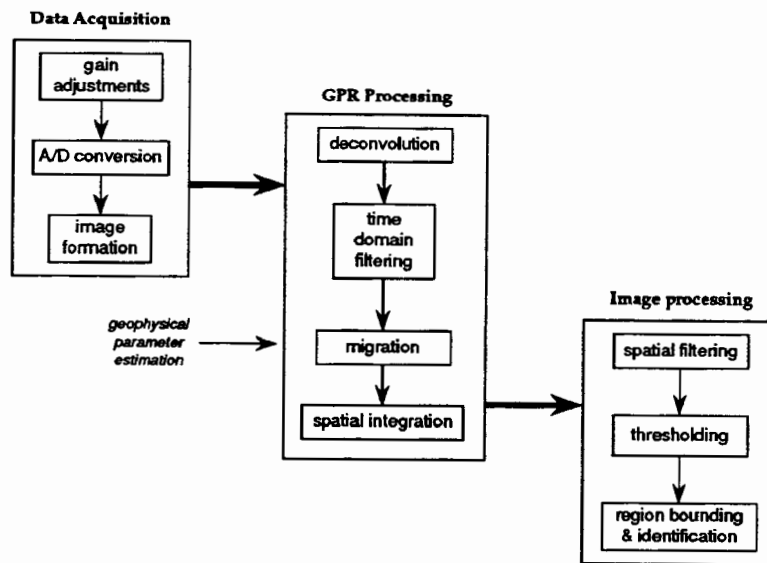 Data Acquisition
gain
adjustments
A/D conversion
image
formation
GPR Processing
deconvolution
time
domain
filtering
geophysical
parameter
estimation
migration
spatial integration
Image processing
spatial filtering
thresholding
region bounding
& identification